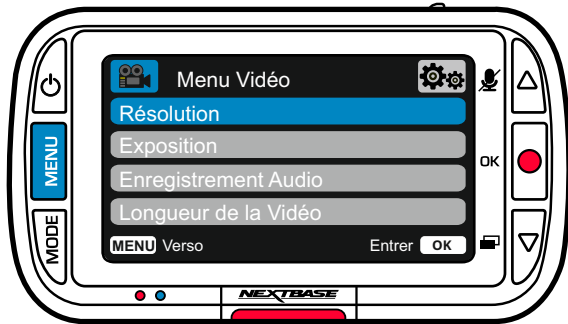 Menu Vidéo
Résolution
Exposition
Enregistrement Audio
Longueur de la Vidéo
MENU Verso Entrer OK
MENU
MODE
OK
NEXTBASE